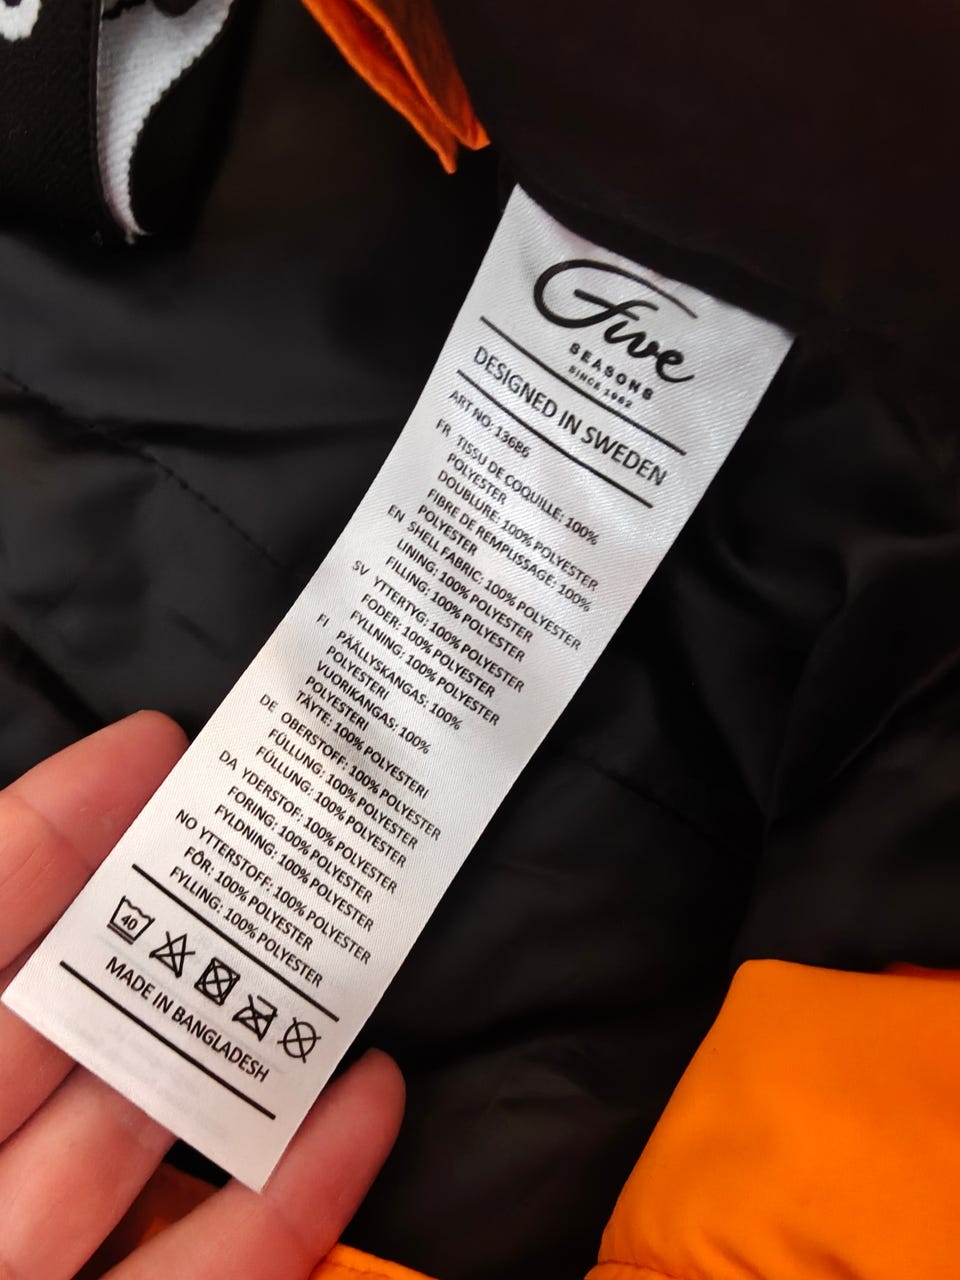 Five
SEASONS
SINCE 1982
DESIGNED IN SWEDEN
ART NO: 13686
FR TISSU DE COQUILLE: 100%
POLYESTER
DOUBLURE: 100% POLYESTER
FIBRE DE REMPLISSAGE: 100%
POLYESTER
EN SHELL FABRIC: 100% POLYESTER
LINING: 100% POLYESTER
FILLING: 100% POLYESTER
SV YTTERTYG: 100% POLYESTER
FODER: 100% POLYESTER
FYLLNING: 100% POLYESTER
FI PÄÄLLYSKANGAS: 100%
POLYESTERI
VUORIKANGAS: 100%
POLYESTERI
TÄYTE: 100% POLYESTERI
DE OBERSTOFF: 100% POLYESTER
FÜLLUNG: 100% POLYESTER
FÜLLUNG: 100% POLYESTER
DA YDERSTOF: 100% POLYESTER
FORING: 100% POLYESTER
FYLDNING: 100% POLYESTER
NO YTTERSTOFF: 100% POLYESTER
FÔR: 100% POLYESTER
FYLLING: 100% POLYESTER
40
MADE IN BANGLADESH